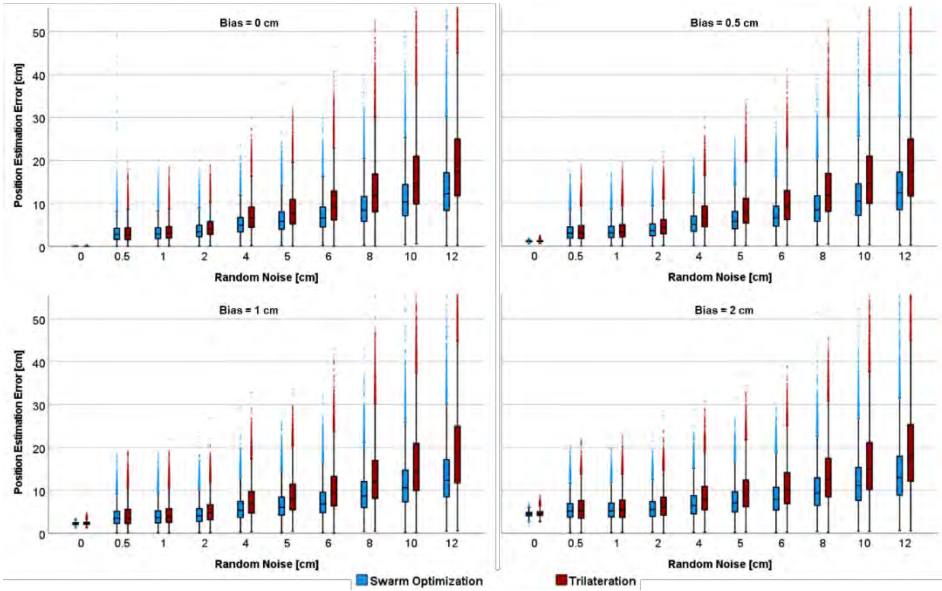 Bias = 0 cm
Bias = 0.5 cm
Position Estimation Error [cm]
50
40
30
20
10
0
0 0.5 1 2 4 5 6 8 10 12
0 0.5 1 2 4 5 6 8 10 12
Random Noise [cm]
Random Noise [cm]
Bias = 1 cm
Bias = 2 cm
Position Estimation Error [cm]
50
40
30
20
10
0
0 0.5 1 2 4 5 6 8 10 12
0 0.5 1 2 4 5 6 8 10 12
Random Noise [cm]
Random Noise [cm]
Swarm Optimization
Trilateration